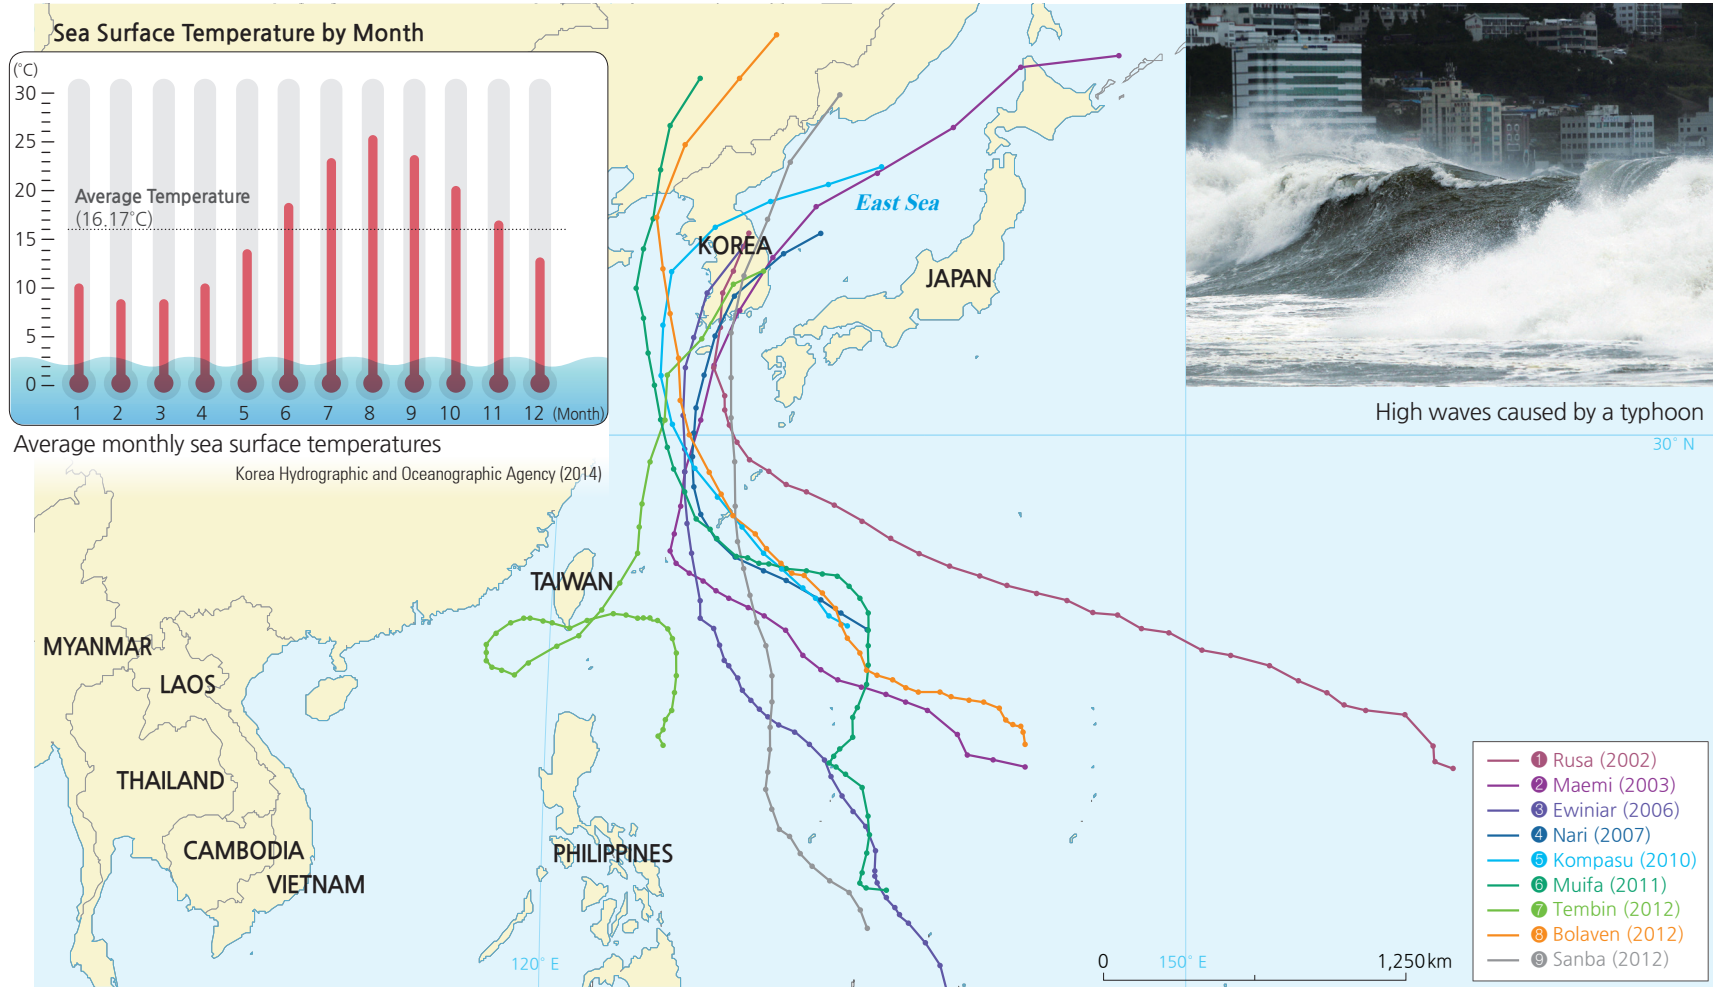 Sea Surface Temperature by Month
(°C)
30
25
20
15
10
5
0
Average Temperature
(16.17°C)
1 2 3 4 5 6 7 8 9 10 11 12 (Month)
Average monthly sea surface temperatures
Korea Hydrographic and Oceanographic Agency (2014)
East Sea
KOREA
JAPAN
High waves caused by a typhoon
30° N
TAIWAN
MYANMAR
LAOS
THAILAND
CAMBODIA
VIETNAM
PHILIPPINES
120° E
150° E
0 1,250km
1 Rusa (2002)
2 Maemi (2003)
3 Ewiniar (2006)
4 Nari (2007)
5 Kompasu (2010)
6 Muifa (2011)
7 Tembin (2012)
8 Bolaven (2012)
9 Sanba (2012)